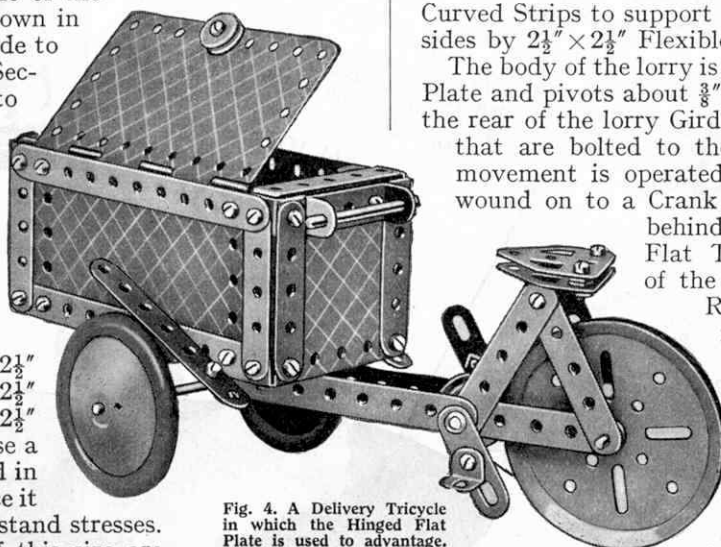 own in
de to
Sec-
to
2½″
2½″
2½″
se a
l in
ce it
stand stresses.
Fig. 4. A Delivery Tricycle
in which the Hinged Flat
Plate is used to advantage.
Curved Strips to support
sides by 2½″ × 2½″ Flexible
The body of the lorry is
Plate and pivots about ⅜″
the rear of the lorry Gird
that are bolted to the
movement is operated
wound on to a Crank
behind
Flat T
of the
R